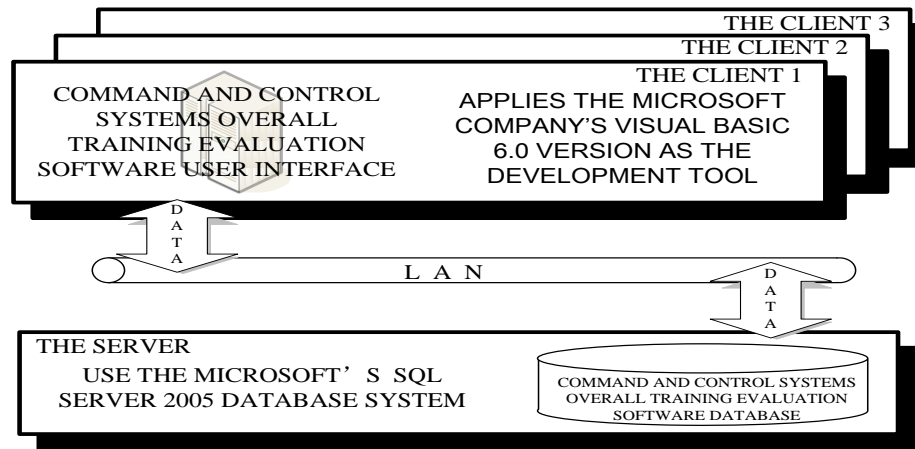 THE CLIENT 3
THE CLIENT 2
THE CLIENT 1
COMMAND AND CONTROL
SYSTEMS OVERALL
TRAINING EVALUATION
SOFTWARE USER INTERFACE
APPLIES THE MICROSOFT
COMPANY'S VISUAL BASIC
6.0 VERSION AS THE
DEVELOPMENT TOOL
DATA
L A N
DATA
THE SERVER
USE THE MICROSOFT’ S SQL
SERVER 2005 DATABASE SYSTEM
COMMAND AND CONTROL SYSTEMS
OVERALL TRAINING EVALUATION
SOFTWARE DATABASE